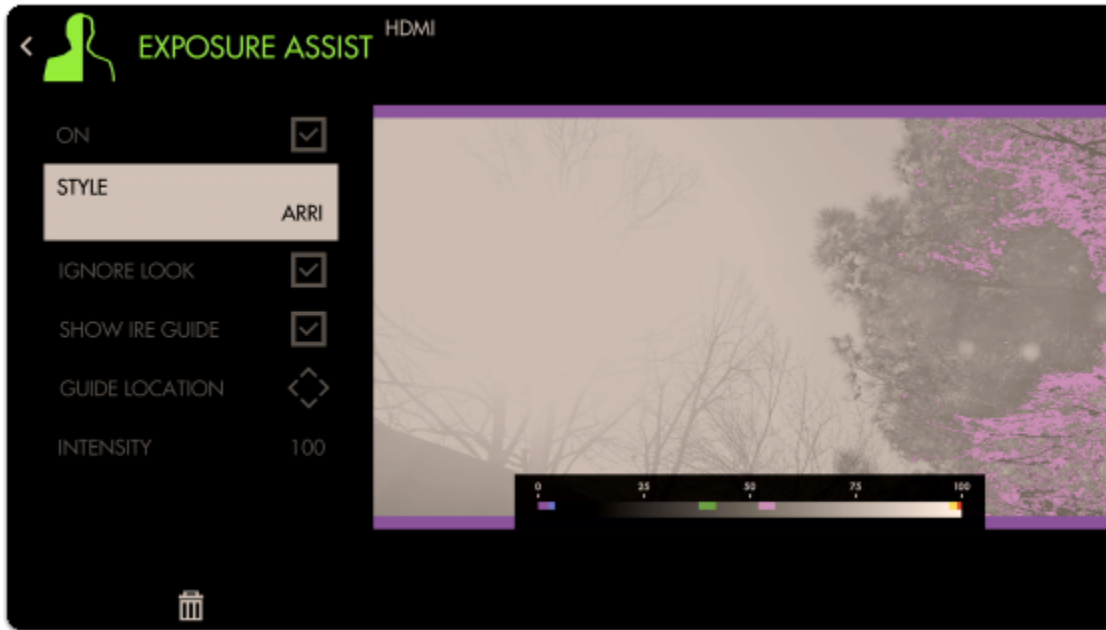 HDMI
EXPOSURE ASSIST
ON
STYLE
ARRI
IGNORE LOOK
SHOW IRE GUIDE
GUIDE LOCATION
INTENSITY 100
0 25 50 75 100